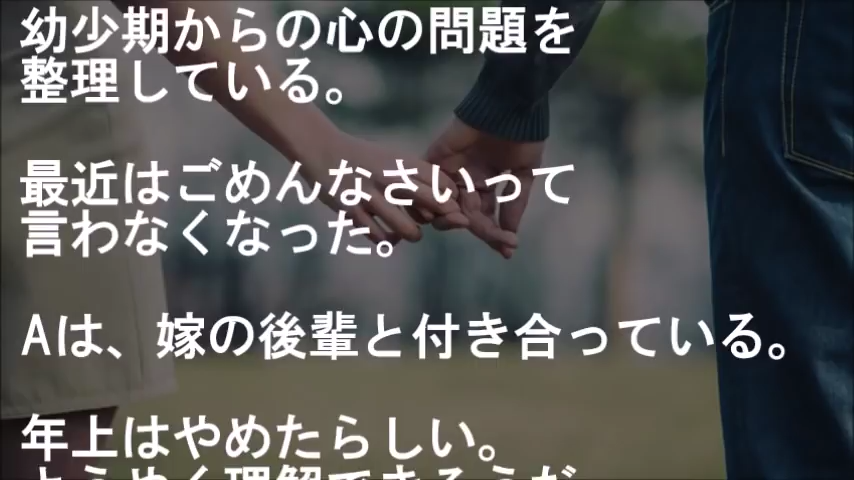 幼少期からの心の問題を
整理している。
最近はごめんなさいって
言わなくなった。
Aは、嫁の後輩と付き合っている。
年上はやめたらしい。